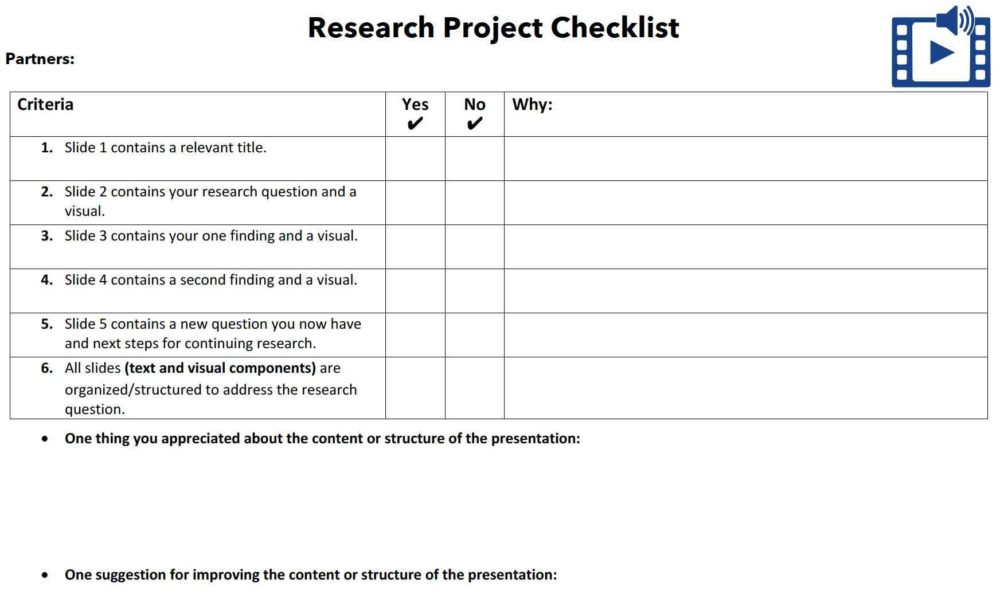 Research Project Checklist
Partners:
Criteria
Yes
✔
No
✔
Why:
1. Slide 1 contains a relevant title.
2. Slide 2 contains your research question and a
visual.
3. Slide 3 contains your one finding and a visual.
4. Slide 4 contains a second finding and a visual.
5. Slide 5 contains a new question you now have
and next steps for continuing research.
6. All slides (text and visual components) are
organized/structured to address the research
question.
• One thing you appreciated about the content or structure of the presentation:
• One suggestion for improving the content or structure of the presentation: